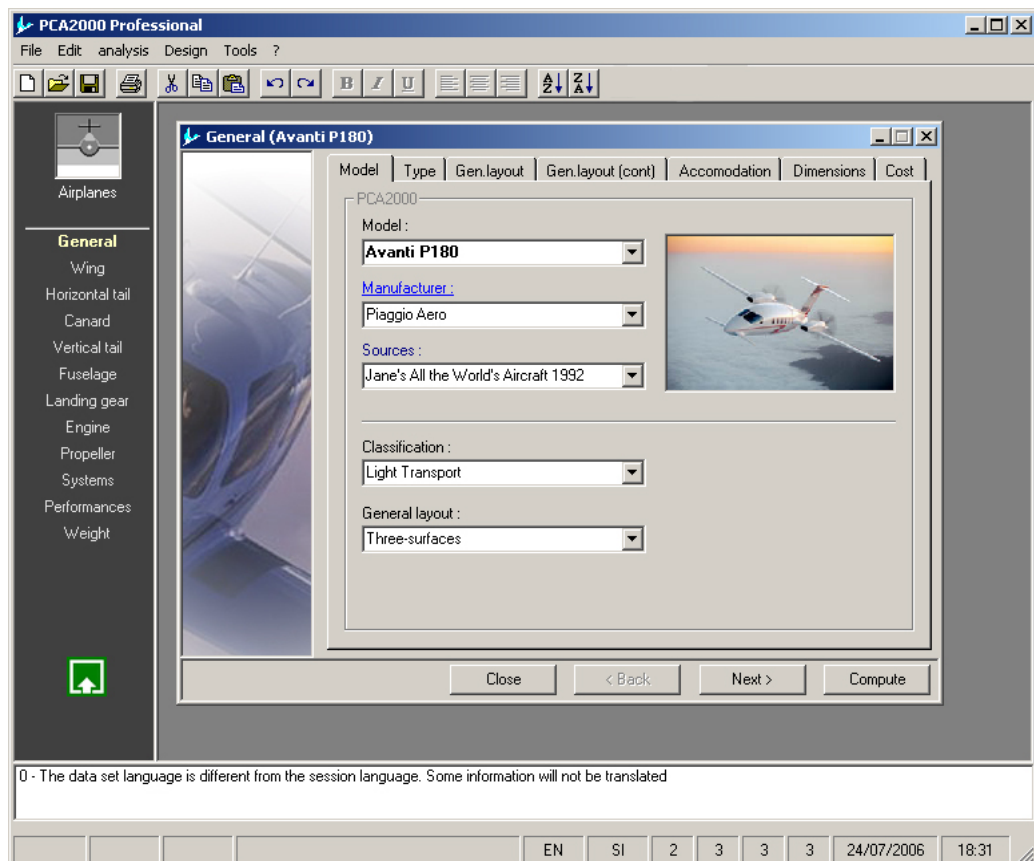 PCA2000 Professional
File Edit analysis Design Tools ?
B I U
Airplanes
General
Wing
Horizontal tail
Canard
Vertical tail
Fuselage
Landing gear
Engine
Propeller
Systems
Performances
Weight
General (Avanti P180)
Model Type Gen.layout Gen.layout (cont) Accomodation Dimensions Cost
PCA2000
Model :
Avanti P180
Manufacturer :
Piaggio Aero
Sources :
Jane's All the World's Aircraft 1992
Classification :
Light Transport
General layout :
Three-surfaces
Close < Back Next > Compute
0 - The data set language is different from the session language. Some information will not be translated
EN SI 2 3 3 3 24/07/2006 18:31